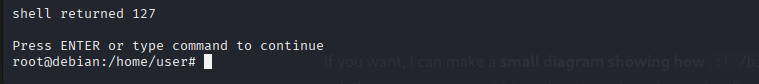 shell returned 127
Press ENTER or type command to continue
root@debian:/home/user#
If you want, I can make a small diagram showing how :! /b